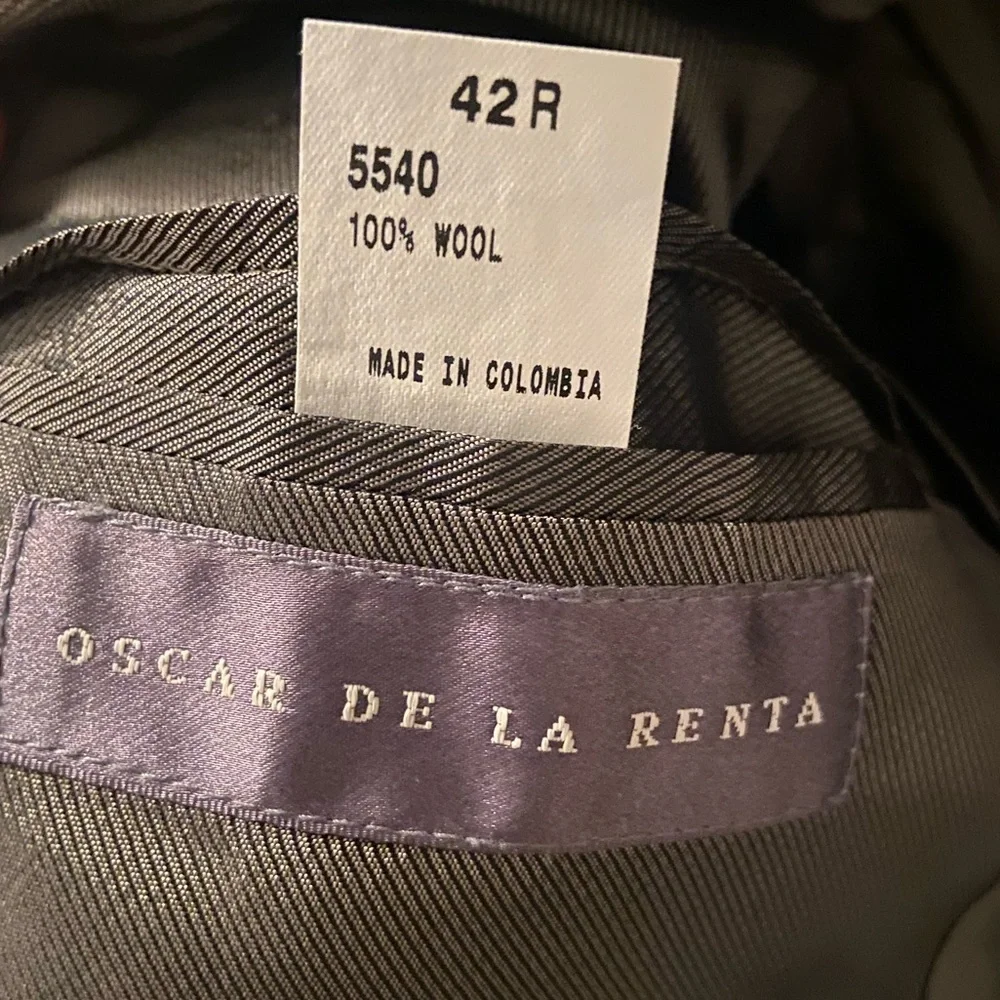 42R
5540
100% WOOL
MADE IN COLOMBIA
OSCAR DE LA RENTA